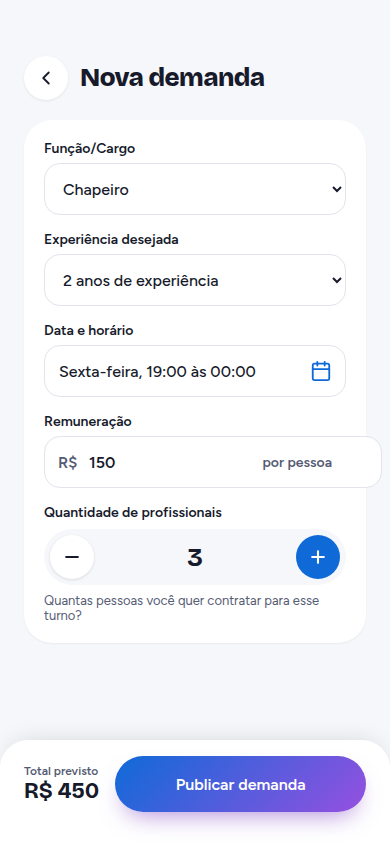 Nova demanda
Função/Cargo
Chapeiro
Experiência desejada
2 anos de experiência
Data e horário
Sexta-feira, 19:00 às 00:00
Remuneração
R$ 150 por pessoa
Quantidade de profissionais
3
Quantas pessoas você quer contratar para esse
turno?
Total previsto
R$ 450
Publicar demanda